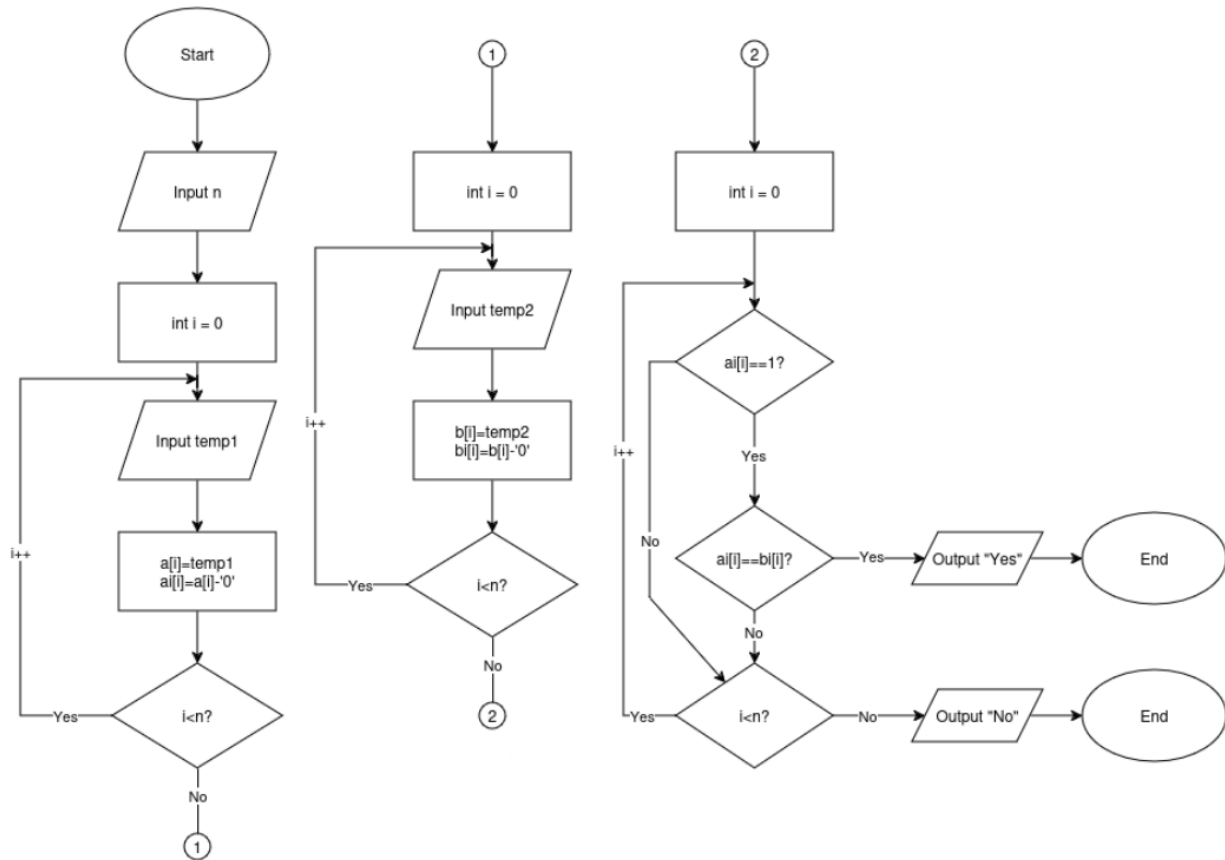 Start
Input n
int i = 0
Input temp1
i++
a[i]=temp1
ai[i]=a[i]-'0'
i<n?
Yes
No
1
1
int i = 0
Input temp2
i++
b[i]=temp2
bi[i]=b[i]-'0'
i<n?
Yes
No
2
2
int i = 0
ai[i]==1?
i++
Yes
No
ai[i]==bi[i]?
Yes
Output "Yes"
End
No
i<n?
Yes
No
Output "No"
End